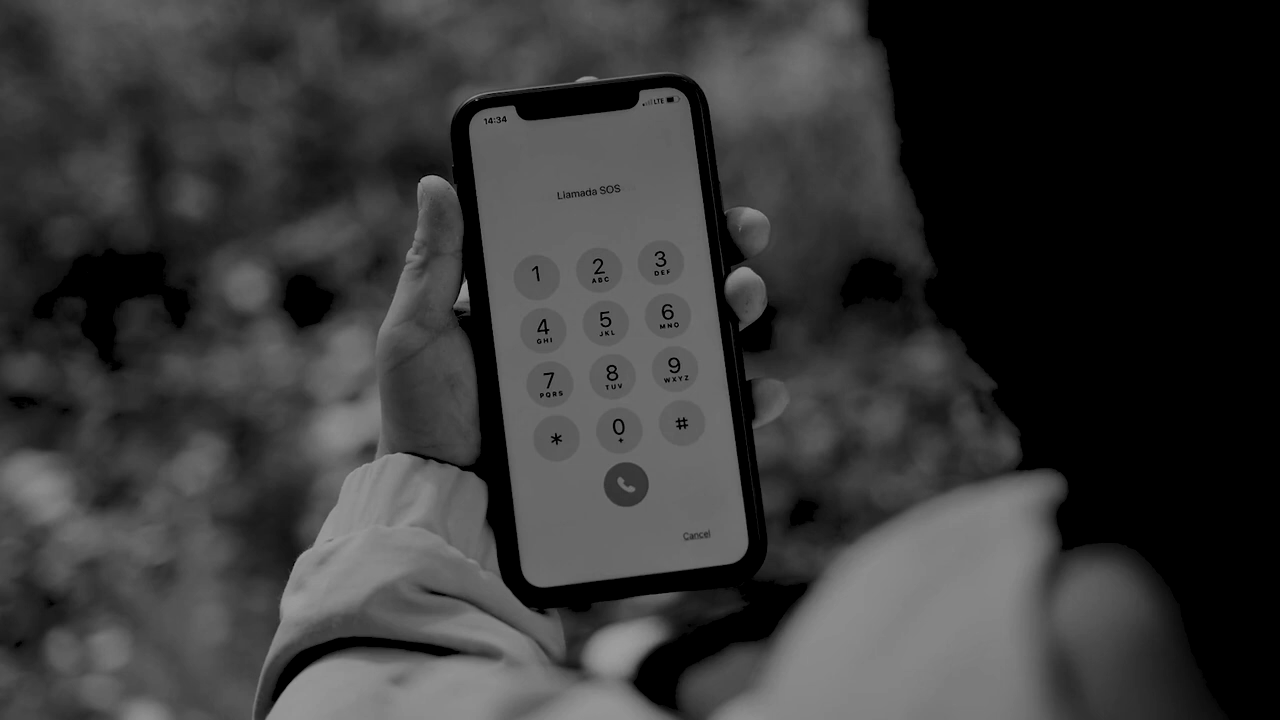 14:34 LTE
Llamada SOS
1 2 3
ABC DEF
4 5 6
GHI JKL MNO
7 8 9
PQRS TUV WXYZ
* 0 #
+
Cancel